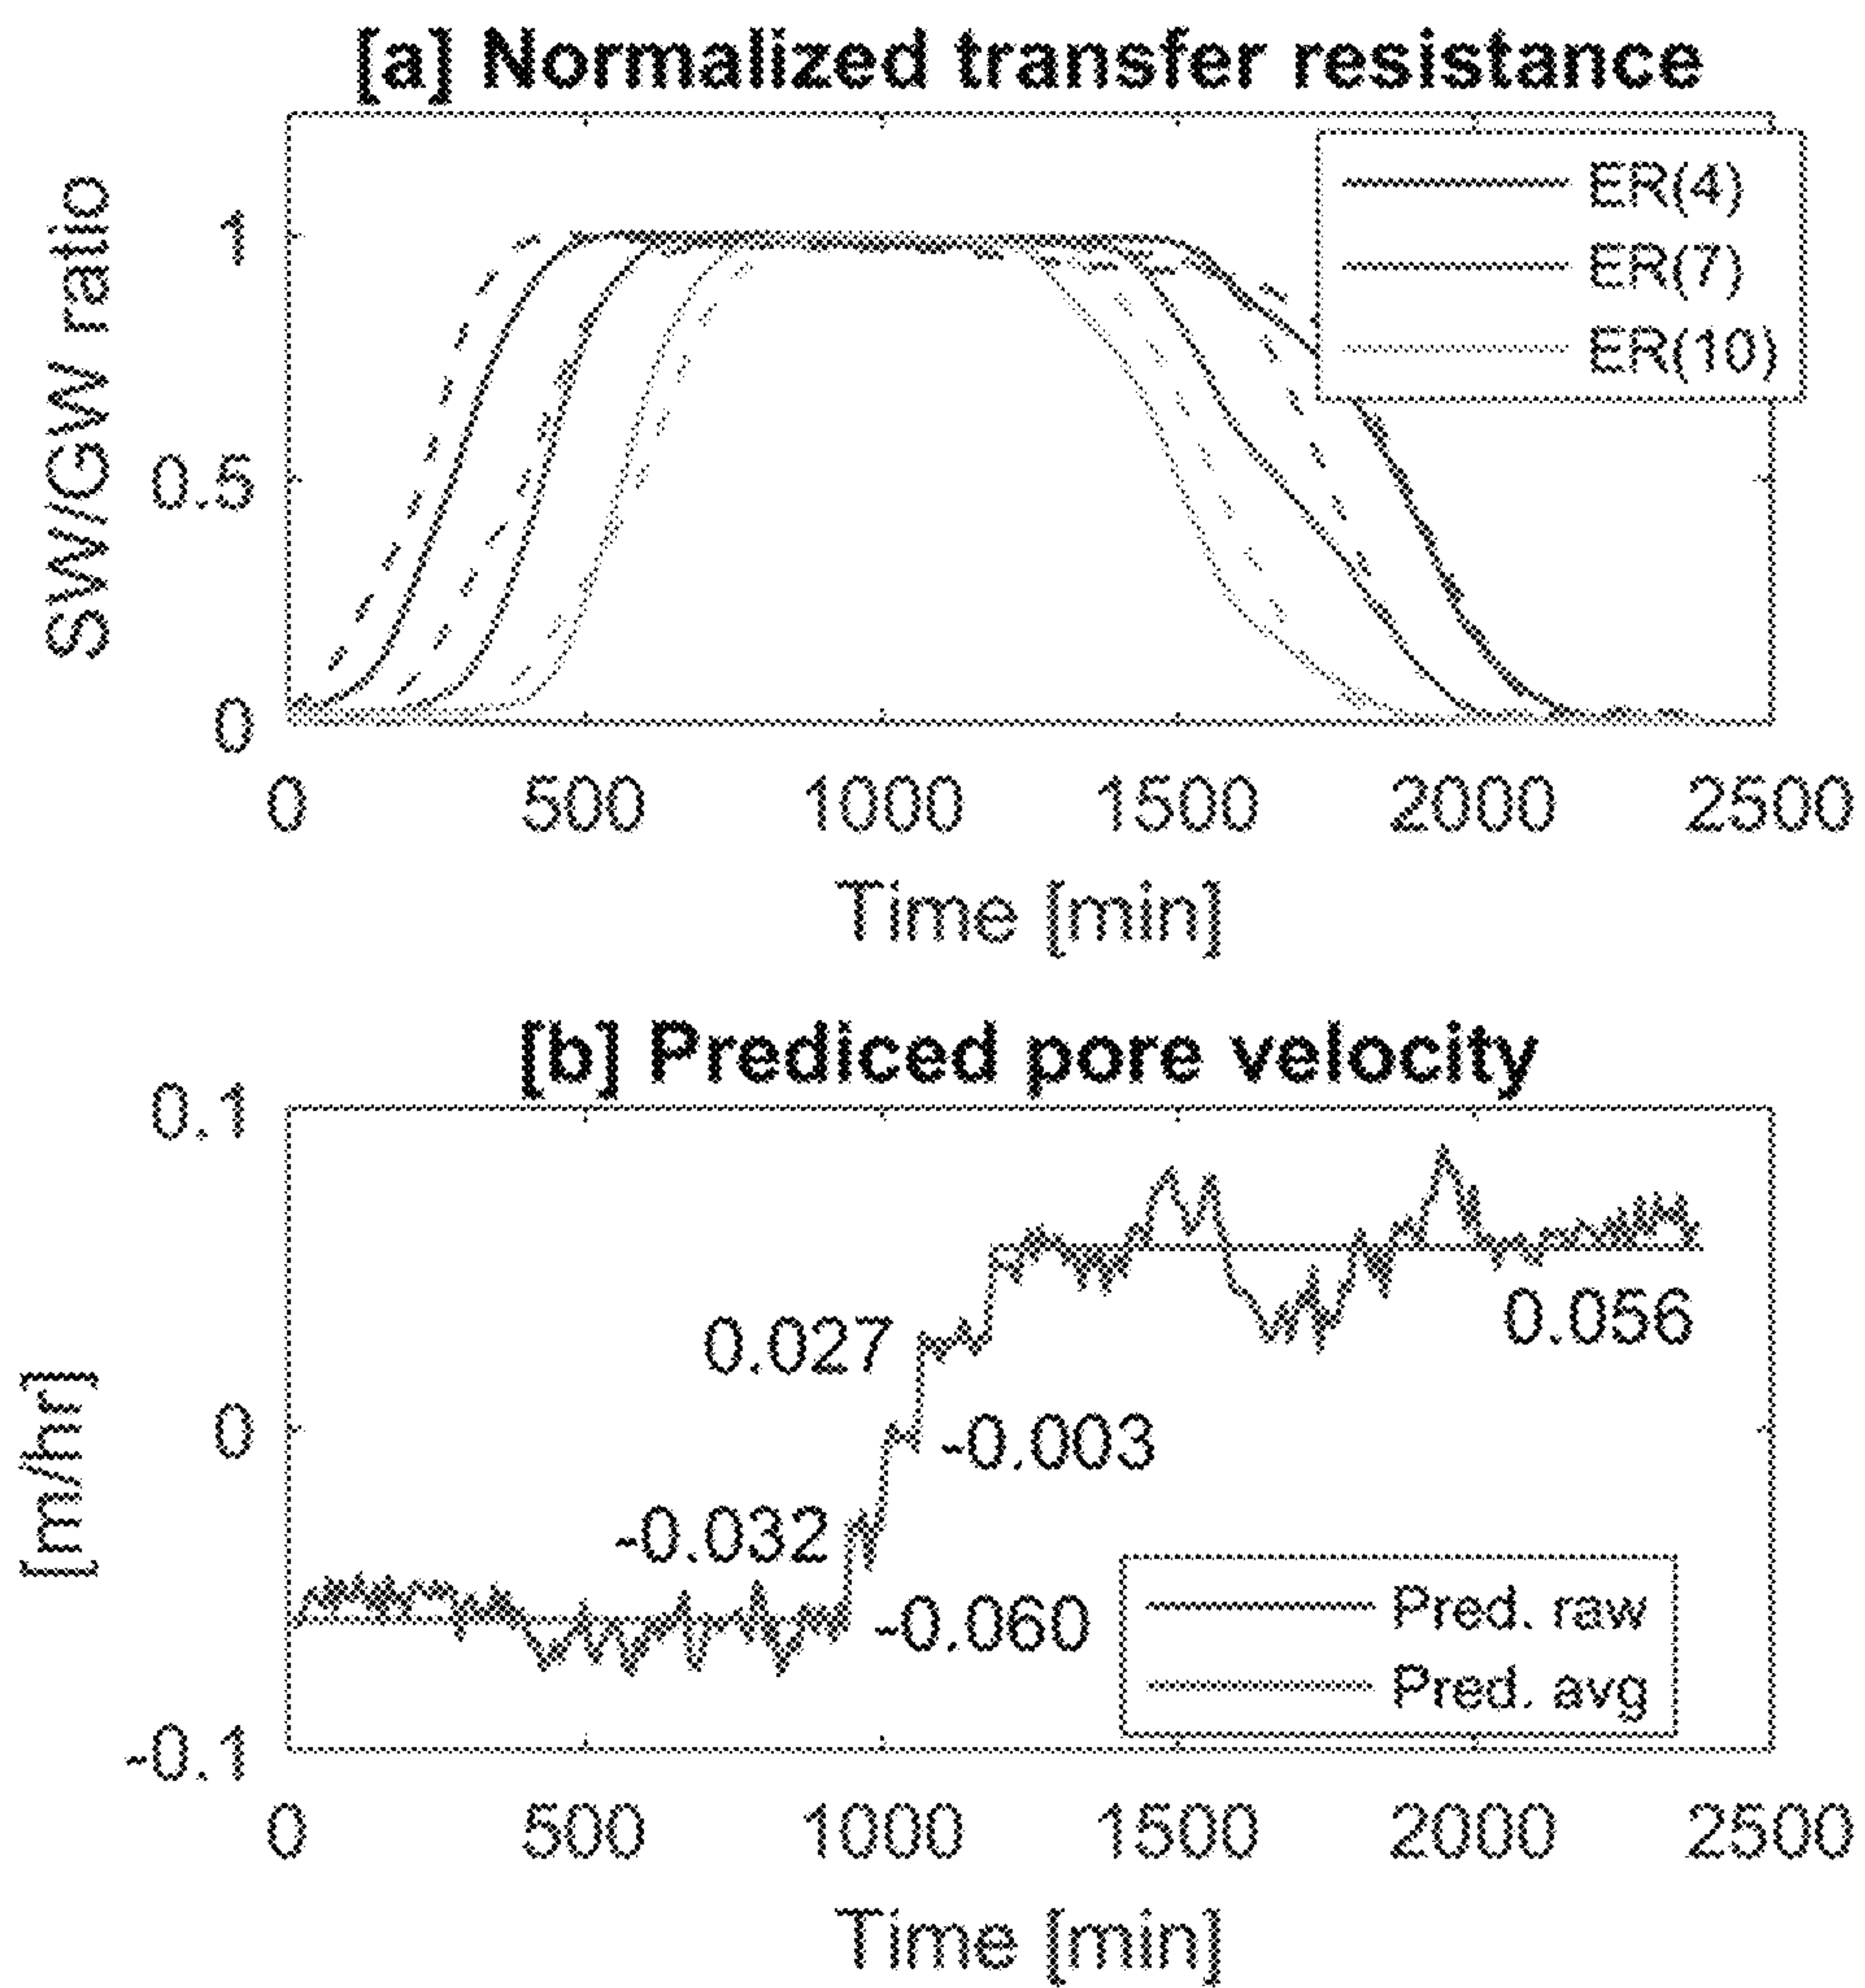 [a] Normalized transfer resistance
SW/GW ratio
1
0.5
0
ER(4)
ER(7)
ER(10)
0 500 1000 1500 2000 2500
Time [min]
[b] Prediced pore velocity
[m/hr]
0.1
0
-0.1
0.027
0.056
-0.003
-0.032
-0.060
Pred. raw
Pred. avg
0 500 1000 1500 2000 2500
Time [min]